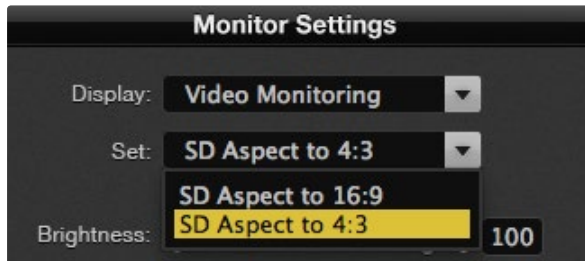 Monitor Settings
Display: Video Monitoring
Set: SD Aspect to 4:3
SD Aspect to 16:9
SD Aspect to 4:3
Brightness: 100